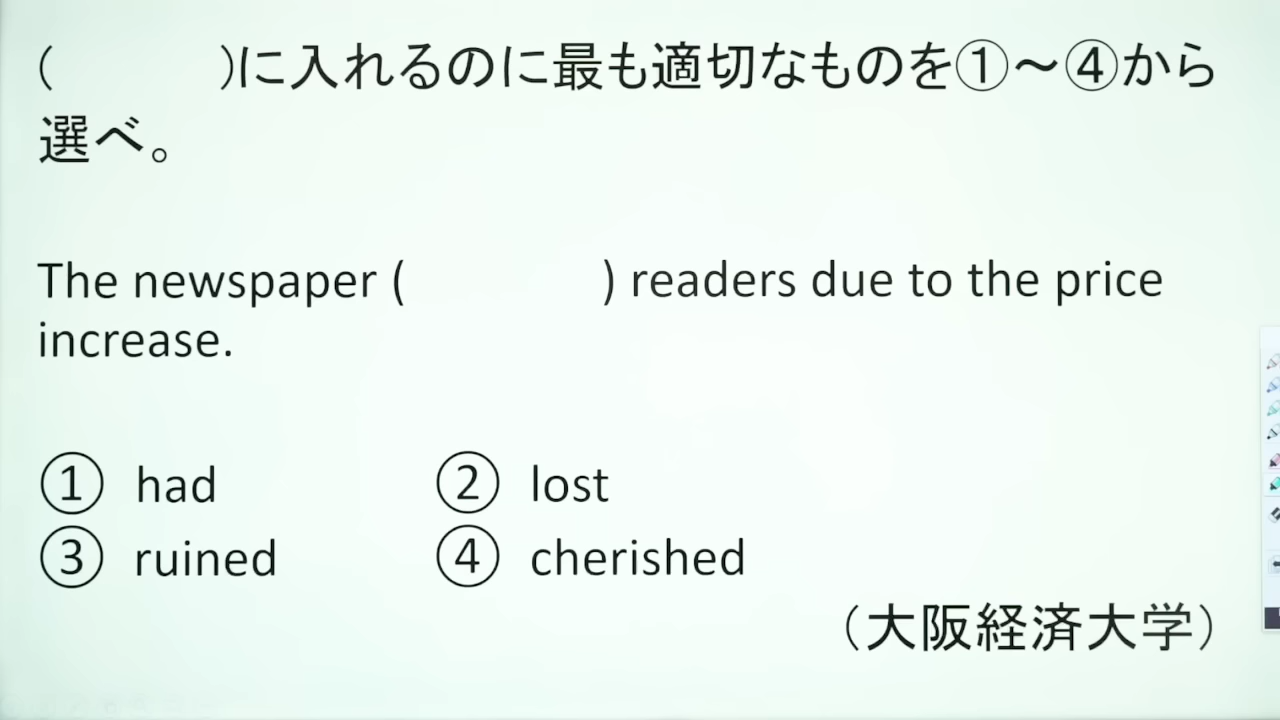 (　　　)に入れるのに最も適切なものを①～④から
選べ。
The newspaper (　　　) readers due to the price
increase.
① had　　② lost
③ ruined　　④ cherished
（大阪経済大学）